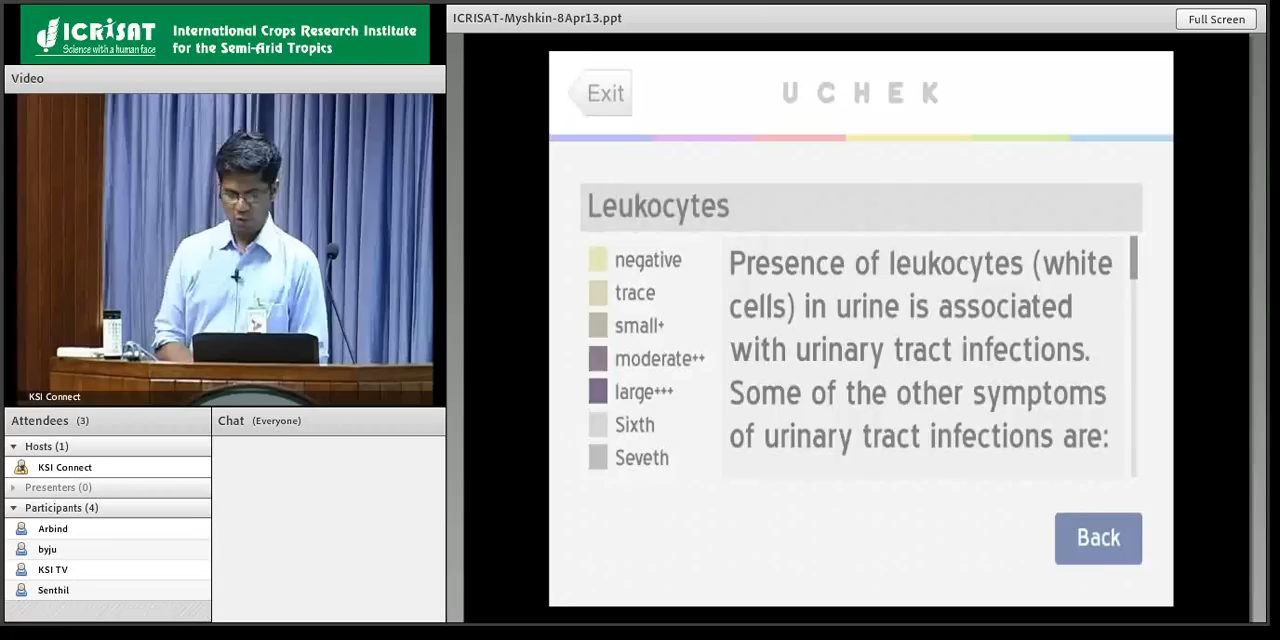 ICRISAT
Science with a human face
International Crops Research Institute
for the Semi-Arid Tropics
ICRISAT-Myshkin-8Apr13.ppt
Full Screen
Video
KSI Connect
Attendees (3)
Hosts (1)
KSI Connect
Presenters (0)
Participants (4)
Arbind
byju
KSI TV
Senthil
Chat (Everyone)
Exit
UCHEK
Leukocytes
negative
trace
small+
moderate++
large+++
Sixth
Seveth
Presence of leukocytes (white
cells) in urine is associated
with urinary tract infections.
Some of the other symptoms
of urinary tract infections are:
Back